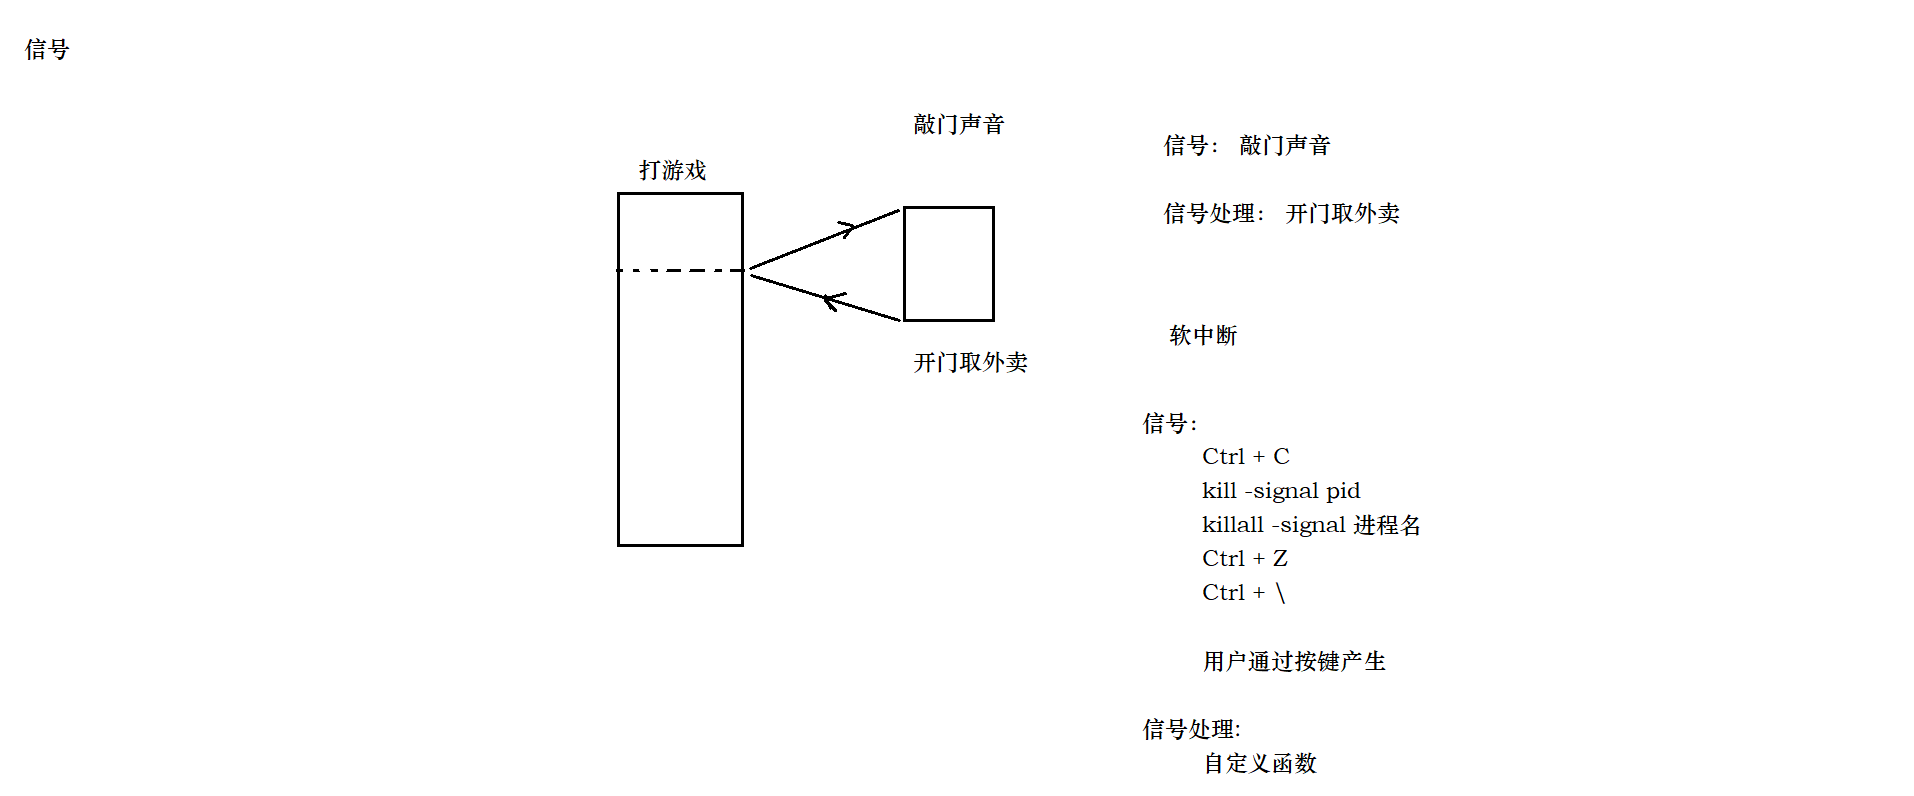 信号
敲门声音
打游戏
开门取外卖
信号： 敲门声音
信号处理： 开门取外卖
软中断
信号：
Ctrl + C
kill -signal pid
killall -signal 进程名
Ctrl + Z
Ctrl + \
用户通过按键产生
信号处理:
自定义函数